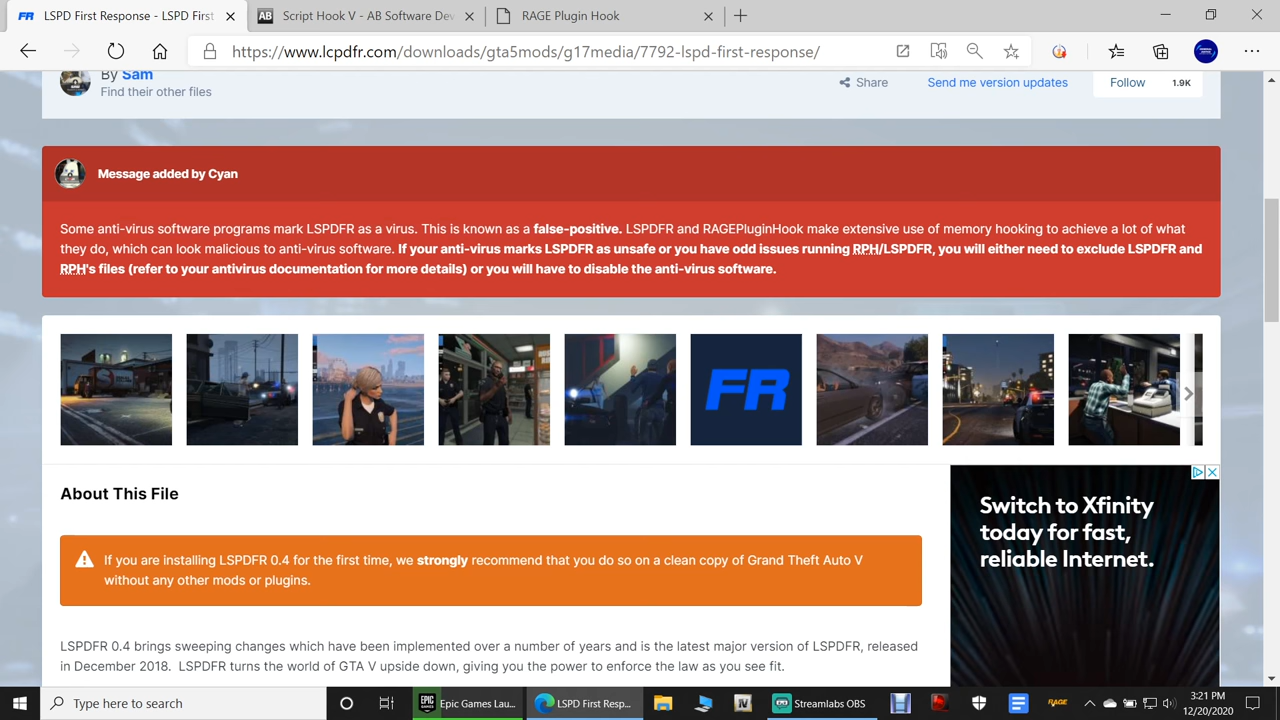 LSPD First Response - LSPD First
Script Hook V - AB Software Dev
RAGE Plugin Hook
https://www.lcpdfr.com/downloads/gta5mods/g17media/7792-lspd-first-response/
By Sam
Find their other files
Share
Send me version updates
Follow 1.9K
Message added by Cyan
Some anti-virus software programs mark LSPDFR as a virus. This is known as a false-positive. LSPDFR and RAGEPluginHook make extensive use of memory hooking to achieve a lot of what
they do, which can look malicious to anti-virus software. If your anti-virus marks LSPDFR as unsafe or you have odd issues running RPH/LSPDFR, you will either need to exclude LSPDFR and
RPH's files (refer to your antivirus documentation for more details) or you will have to disable the anti-virus software.
FR
About This File
If you are installing LSPDFR 0.4 for the first time, we strongly recommend that you do so on a clean copy of Grand Theft Auto V
without any other mods or plugins.
LSPDFR 0.4 brings sweeping changes which have been implemented over a number of years and is the latest major version of LSPDFR, released
in December 2018. LSPDFR turns the world of GTA V upside down, giving you the power to enforce the law as you see fit.
Switch to Xfinity
today for fast,
reliable Internet.
Type here to search
EPIC GAMES
Epic Games Lau...
LSPD First Resp...
IV
Streamlabs OBS
RAGE
3:21 PM
12/20/2020